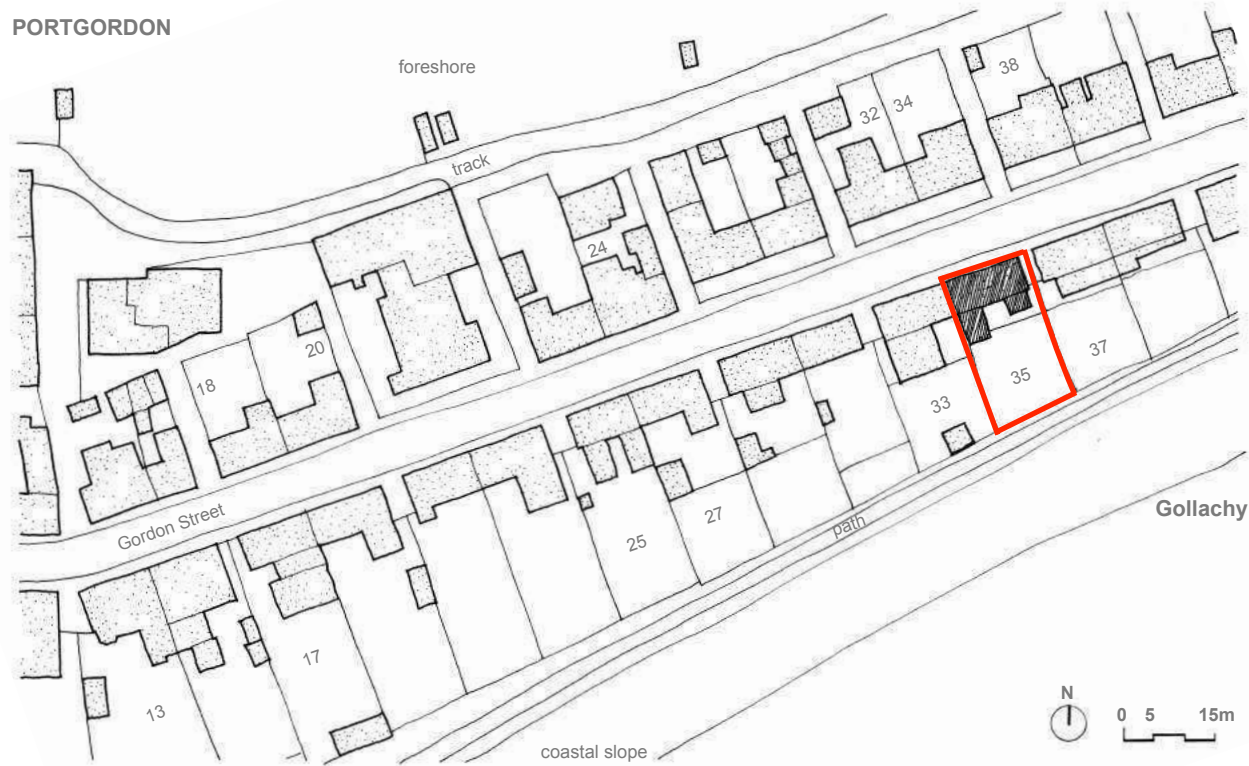 PORTGORDON
foreshore
38
32
34
track
24
20
18
37
35
33
Gollachy
Gordon Street
path
27
25
17
13
N
0 5 15m
coastal slope